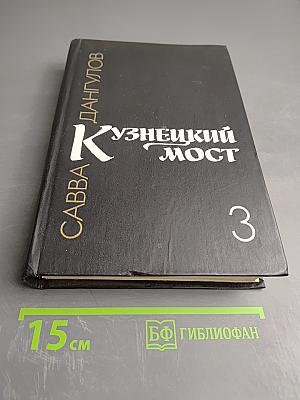 САВВА ДАНГУЛОВ
КУЗНЕЦКИЙ
МОСТ
3
15 см
БФ ГИБЛИОФАН